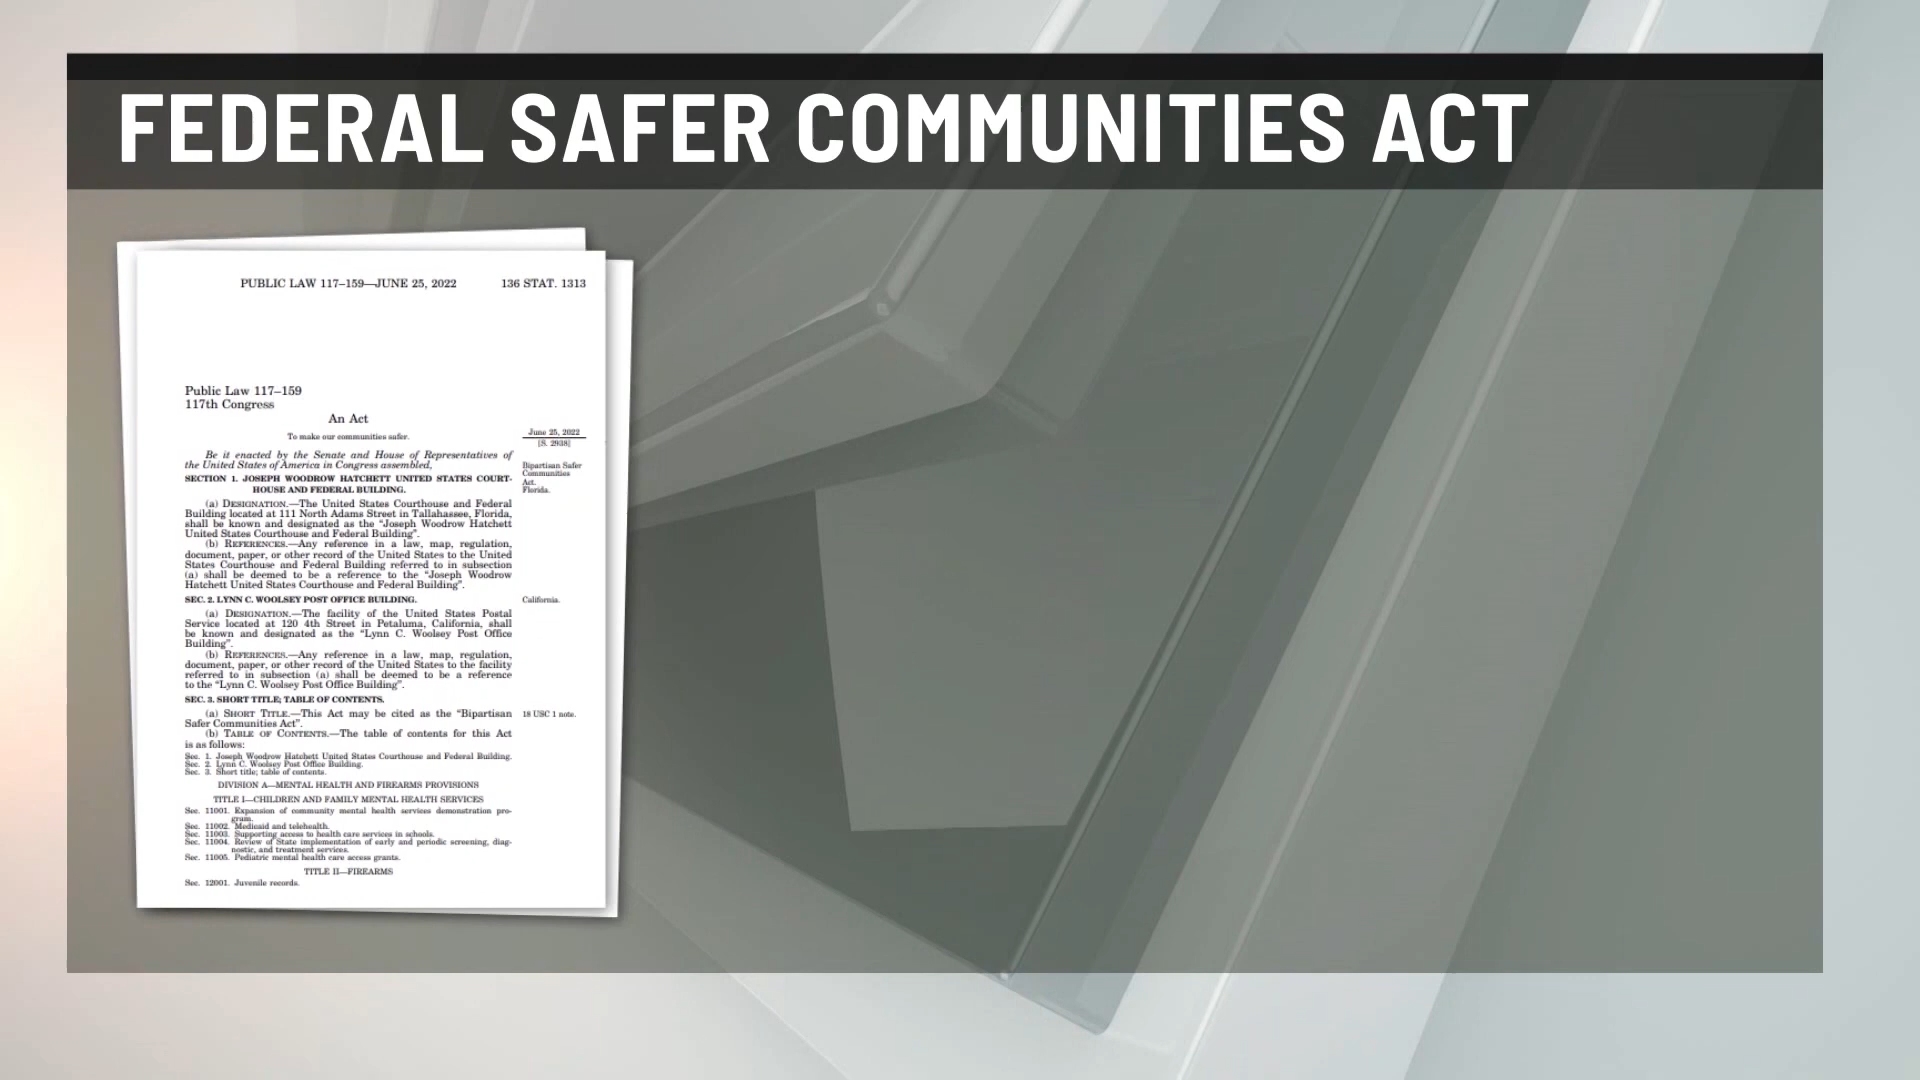 FEDERAL SAFER COMMUNITIES ACT
PUBLIC LAW 117–159—JUNE 25, 2022 136 STAT. 1313
Public Law 117–159
117th Congress
An Act
To make our communities safer.
June 25, 2022
[S. 2938]
Be it enacted by the Senate and House of Representatives of
the United States of America in Congress assembled,
Bipartisan Safer
Communities
Act.
Florida.
SECTION 1. JOSEPH WOODROW HATCHETT UNITED STATES COURT-
HOUSE AND FEDERAL BUILDING.
(a) DESIGNATION.—The United States Courthouse and Federal
Building located at 111 North Adams Street in Tallahassee, Florida,
shall be known and designated as the “Joseph Woodrow Hatchett
United States Courthouse and Federal Building”.
(b) REFERENCES.—Any reference in a law, map, regulation,
document, paper, or other record of the United States to the United
States Courthouse and Federal Building referred to in subsection
(a) shall be deemed to be a reference to the “Joseph Woodrow
Hatchett United States Courthouse and Federal Building”.
SEC. 2. LYNN C. WOOLSEY POST OFFICE BUILDING.
California.
(a) DESIGNATION.—The facility of the United States Postal
Service located at 120 4th Street in Petaluma, California, shall
be known and designated as the “Lynn C. Woolsey Post Office
Building”.
(b) REFERENCES.—Any reference in a law, map, regulation,
document, paper, or other record of the United States to the facility
referred to in subsection (a) shall be deemed to be a reference
to the “Lynn C. Woolsey Post Office Building”.
SEC. 3. SHORT TITLE; TABLE OF CONTENTS.
(a) SHORT TITLE.—This Act may be cited as the “Bipartisan
Safer Communities Act”.
18 USC 1 note.
(b) TABLE OF CONTENTS.—The table of contents for this Act
is as follows:
Sec. 1. Joseph Woodrow Hatchett United States Courthouse and Federal Building.
Sec. 2. Lynn C. Woolsey Post Office Building.
Sec. 3. Short title; table of contents.
DIVISION A—MENTAL HEALTH AND FIREARMS PROVISIONS
TITLE I—CHILDREN AND FAMILY MENTAL HEALTH SERVICES
Sec. 11001. Expansion of community mental health services demonstration pro-
gram.
Sec. 11002. Medicaid and telehealth.
Sec. 11003. Supporting access to health care services in schools.
Sec. 11004. Review of State implementation of early and periodic screening, diag-
nostic, and treatment services.
Sec. 11005. Pediatric mental health care access grants.
TITLE II—FIREARMS
Sec. 12001. Juvenile records.